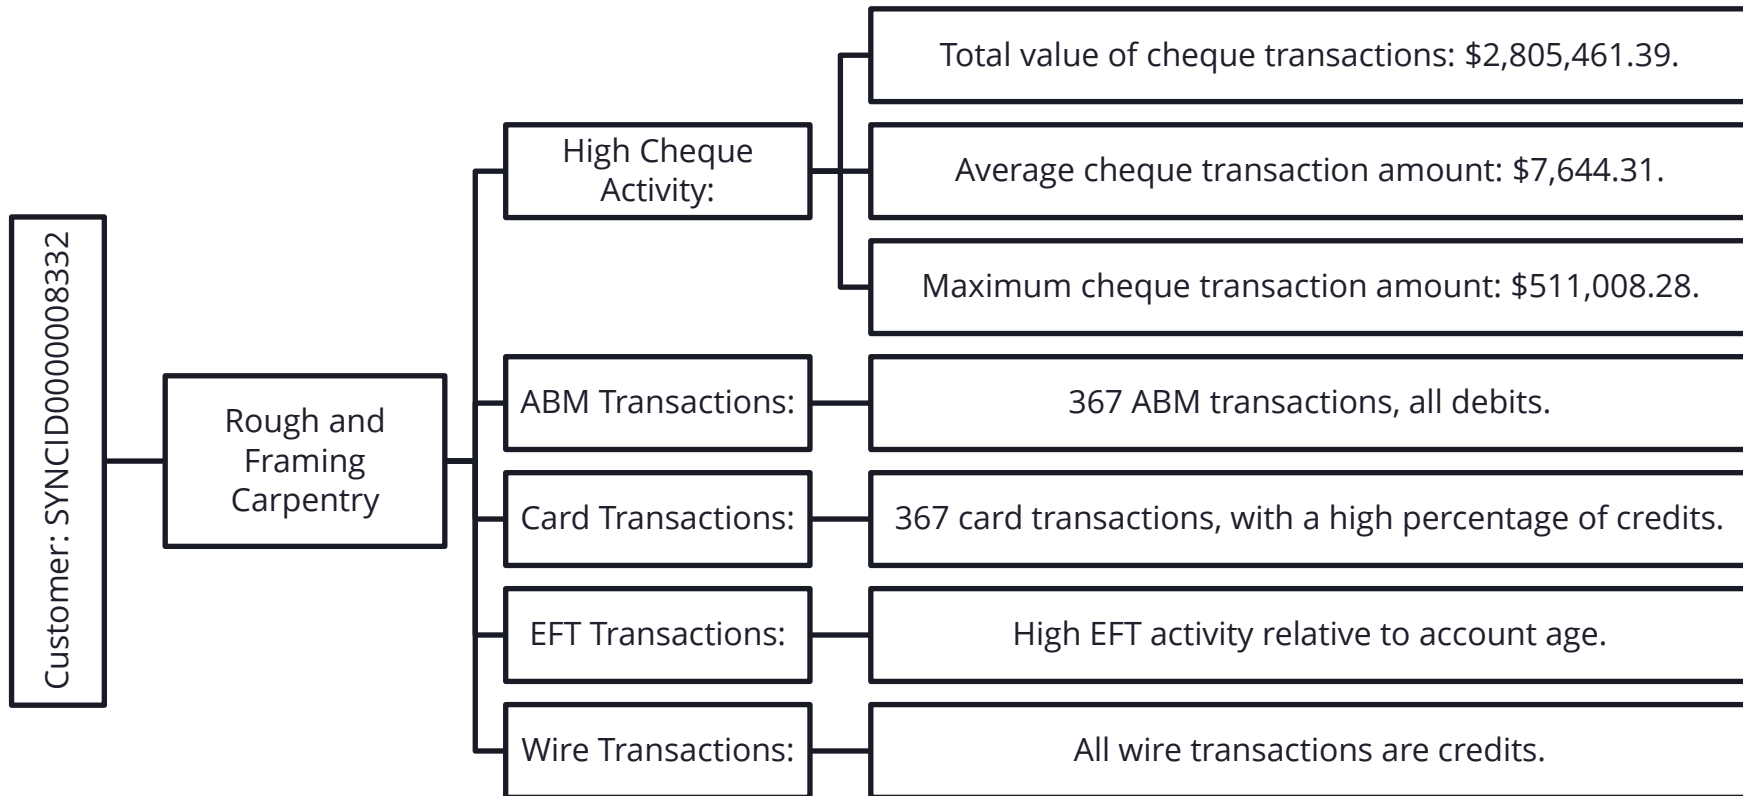 Customer: SYNCID0000008332
Rough and
Framing
Carpentry
High Cheque
Activity:
Total value of cheque transactions: $2,805,461.39.
Average cheque transaction amount: $7,644.31.
Maximum cheque transaction amount: $511,008.28.
ABM Transactions:
367 ABM transactions, all debits.
Card Transactions:
367 card transactions, with a high percentage of credits.
EFT Transactions:
High EFT activity relative to account age.
Wire Transactions:
All wire transactions are credits.